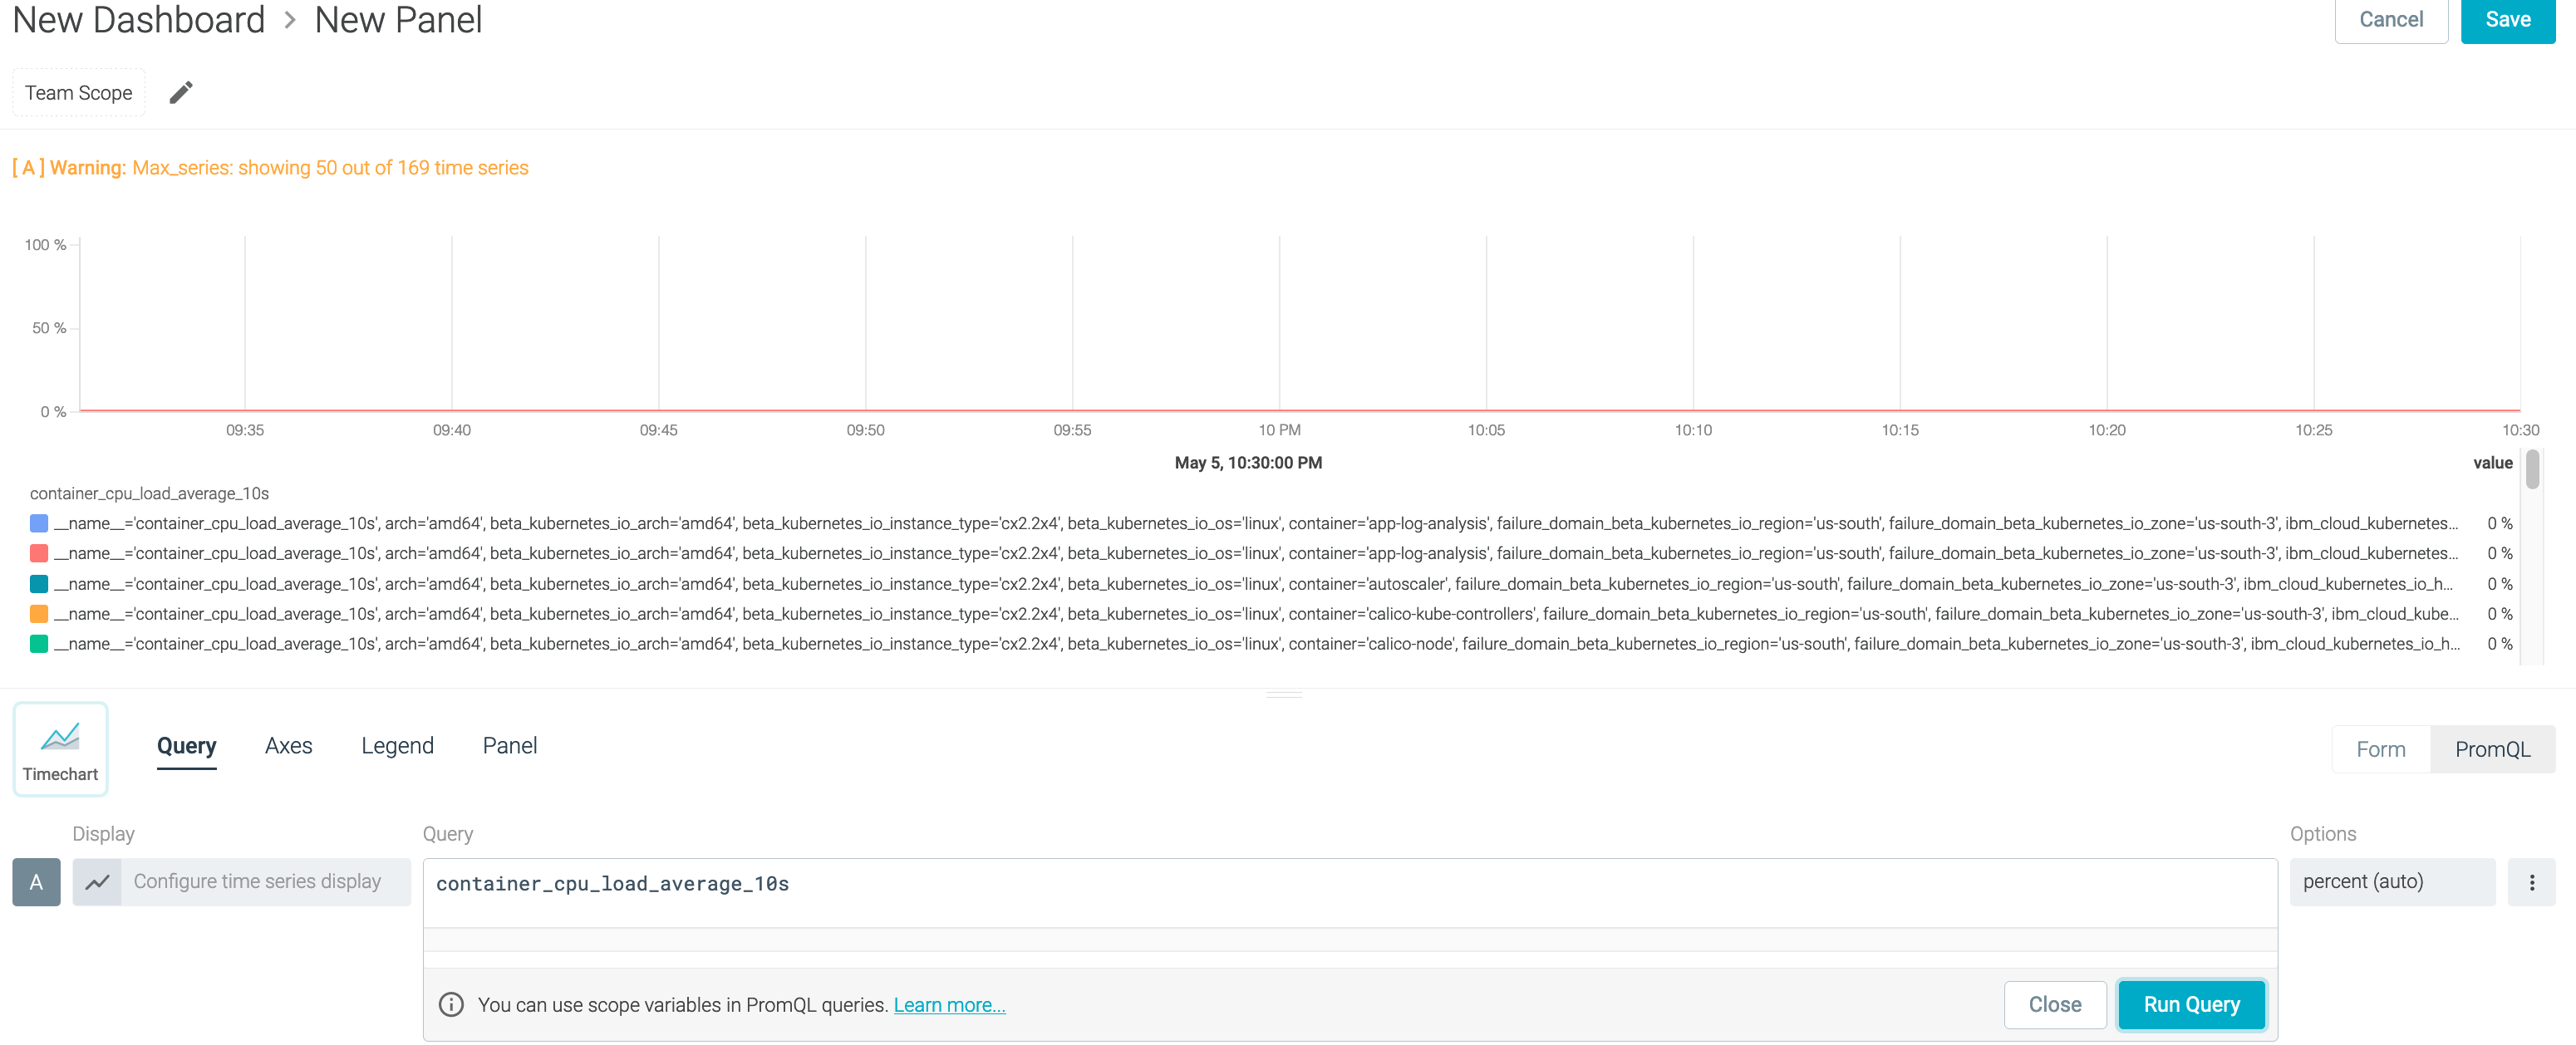 New Dashboard > New Panel
Cancel
Save
Team Scope
[ A ] Warning: Max_series: showing 50 out of 169 time series
100 %
50 %
0 %
09:35 09:40 09:45 09:50 09:55 10 PM 10:05 10:10 10:15 10:20 10:25 10:30
May 5, 10:30:00 PM value
container_cpu_load_average_10s
__name__='container_cpu_load_average_10s', arch='amd64', beta_kubernetes_io_arch='amd64', beta_kubernetes_io_instance_type='cx2.2x4', beta_kubernetes_io_os='linux', container='app-log-analysis', failure_domain_beta_kubernetes_io_region='us-south', failure_domain_beta_kubernetes_io_zone='us-south-3', ibm_cloud_kubernetes... 0 %
__name__='container_cpu_load_average_10s', arch='amd64', beta_kubernetes_io_arch='amd64', beta_kubernetes_io_instance_type='cx2.2x4', beta_kubernetes_io_os='linux', container='app-log-analysis', failure_domain_beta_kubernetes_io_region='us-south', failure_domain_beta_kubernetes_io_zone='us-south-3', ibm_cloud_kubernetes... 0 %
__name__='container_cpu_load_average_10s', arch='amd64', beta_kubernetes_io_arch='amd64', beta_kubernetes_io_instance_type='cx2.2x4', beta_kubernetes_io_os='linux', container='autoscaler', failure_domain_beta_kubernetes_io_region='us-south', failure_domain_beta_kubernetes_io_zone='us-south-3', ibm_cloud_kubernetes_io_h... 0 %
__name__='container_cpu_load_average_10s', arch='amd64', beta_kubernetes_io_arch='amd64', beta_kubernetes_io_instance_type='cx2.2x4', beta_kubernetes_io_os='linux', container='calico-kube-controllers', failure_domain_beta_kubernetes_io_region='us-south', failure_domain_beta_kubernetes_io_zone='us-south-3', ibm_cloud_kube... 0 %
__name__='container_cpu_load_average_10s', arch='amd64', beta_kubernetes_io_arch='amd64', beta_kubernetes_io_instance_type='cx2.2x4', beta_kubernetes_io_os='linux', container='calico-node', failure_domain_beta_kubernetes_io_region='us-south', failure_domain_beta_kubernetes_io_zone='us-south-3', ibm_cloud_kubernetes_io_h... 0 %
Timechart
Query Axes Legend Panel
Form PromQL
Display Query Options
A Configure time series display container_cpu_load_average_10s percent (auto)
You can use scope variables in PromQL queries. Learn more...
Close
Run Query